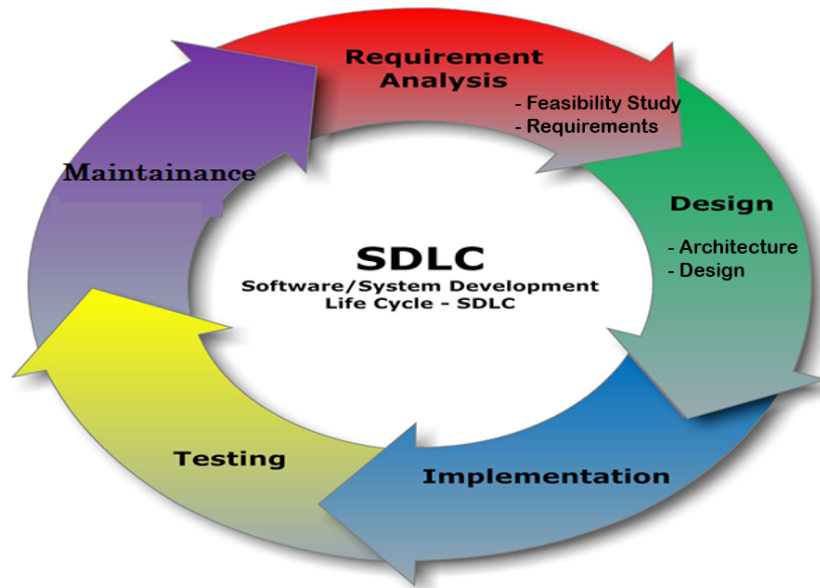 Requirement
Analysis
- Feasibility Study
- Requirements
Maintainance
Design
- Architecture
- Design
SDLC
Software/System Development
Life Cycle - SDLC
Testing
Implementation